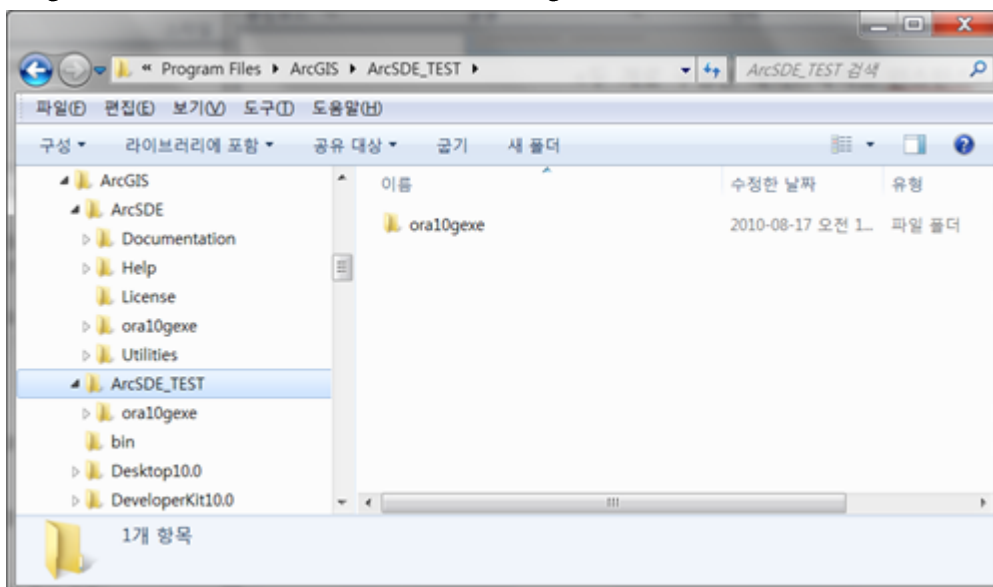 « Program Files ▸ ArcGIS ▸ ArcSDE_TEST ▸
ArcSDE_TEST 검색
파일(F) 편집(E) 보기(V) 도구(T) 도움말(H)
구성 라이브러리에 포함 공유 대상 굽기 새 폴더
ArcGIS
ArcSDE
Documentation
Help
License
ora10gexe
Utilities
ArcSDE_TEST
ora10gexe
bin
Desktop10.0
DeveloperKit10.0
이름 수정한 날짜 유형
ora10gexe 2010-08-17 오전 1... 파일 폴더
1개 항목